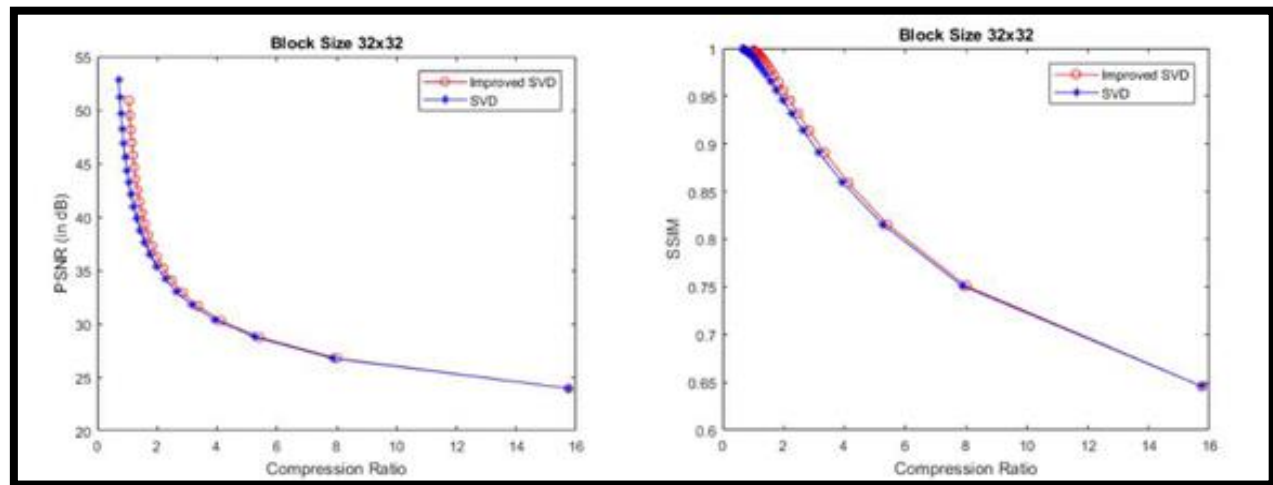 Block Size 32x32
55
50
45
40
35
30
25
20
PSNR (in dB)
Improved SVD
SVD
0 2 4 6 8 10 12 14 16
Compression Ratio
Block Size 32x32
1
0.95
0.9
0.85
0.8
0.75
0.7
0.65
0.6
SSIM
Improved SVD
SVD
0 2 4 6 8 10 12 14 16
Compression Ratio